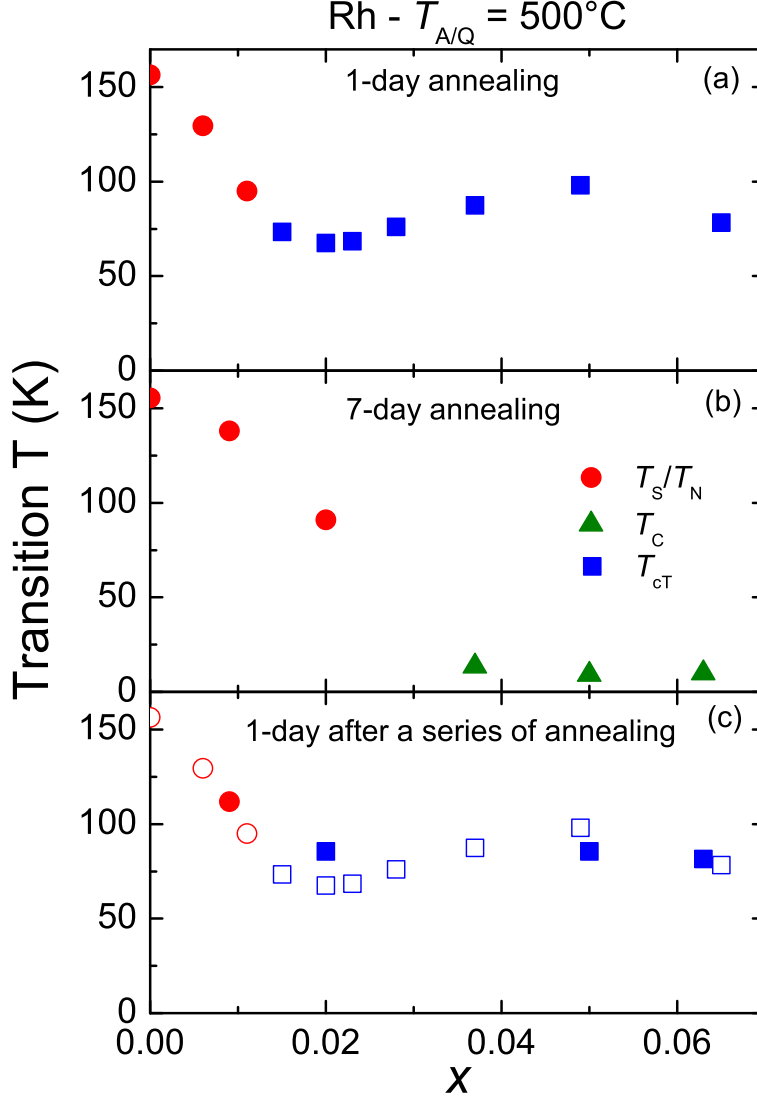 Rh - T_A/Q = 500°C
1-day annealing (a)
150
100
50
0
7-day annealing (b)
150
100
50
0
T_S/T_N
T_C
T_cT
1-day after a series of annealing (c)
150
100
50
0
0.00 0.02 0.04 0.06
x
Transition T (K)